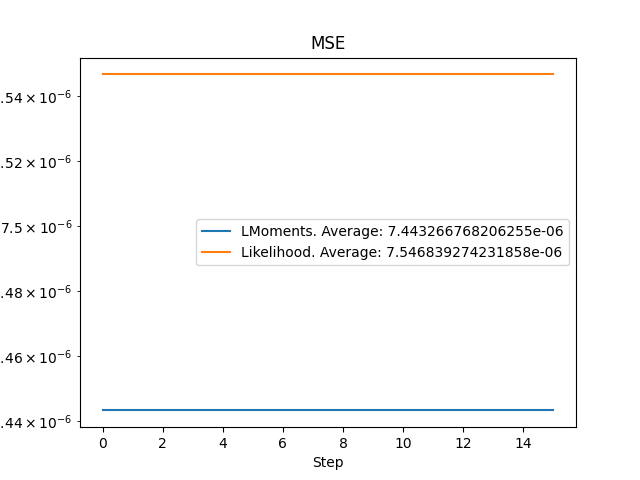 MSE
.54 × 10⁻⁶
.52 × 10⁻⁶
7.5 × 10⁻⁶
LMoments. Average: 7.443266768206255e-06
Likelihood. Average: 7.546839274231858e-06
.48 × 10⁻⁶
.46 × 10⁻⁶
.44 × 10⁻⁶
0 2 4 6 8 10 12 14
Step